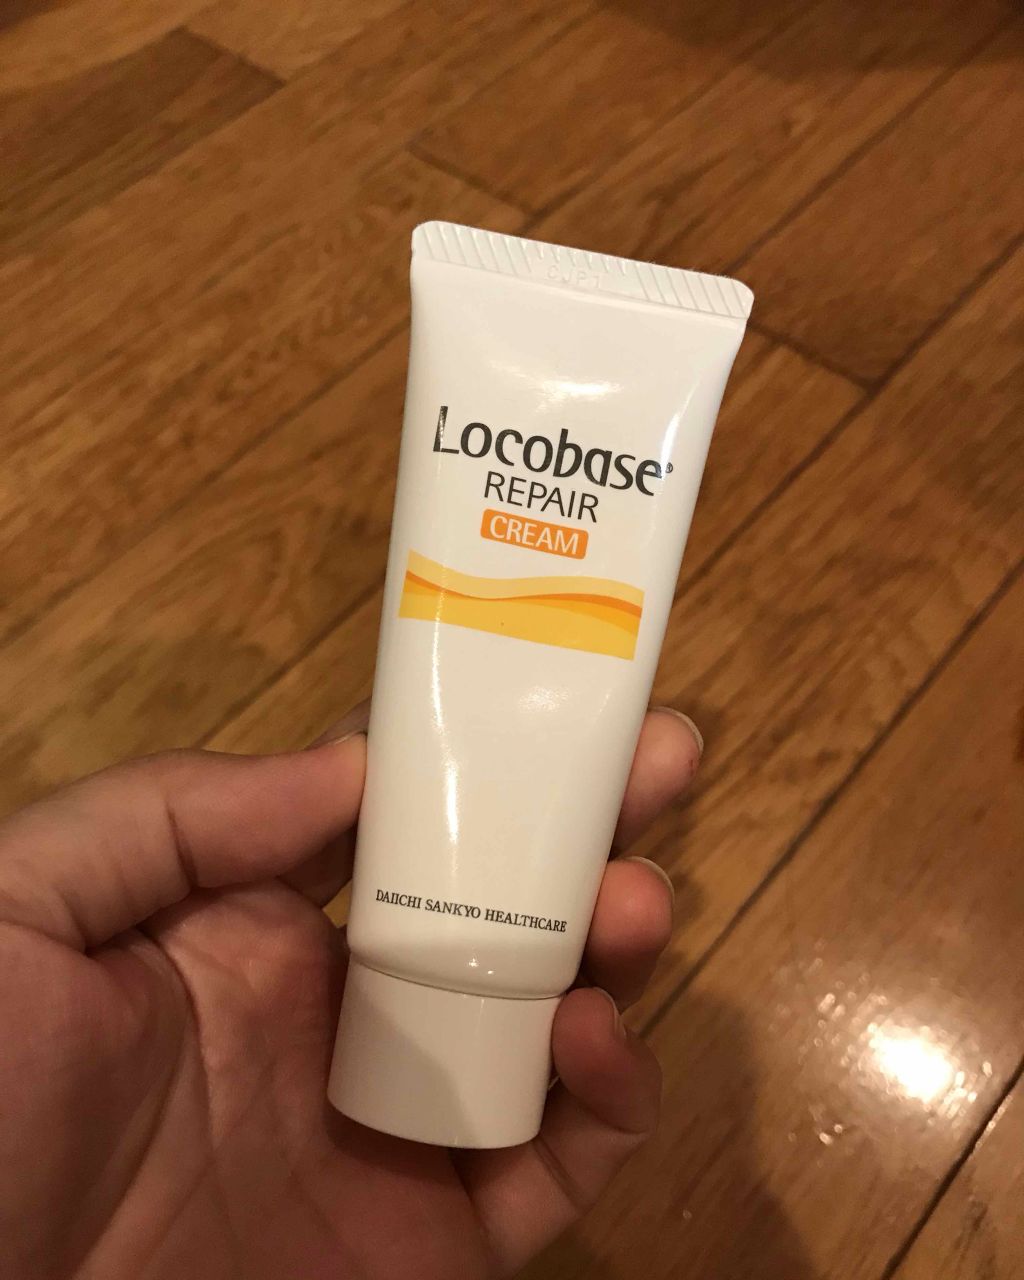 Locobase®
REPAIR
CREAM
DAIICHI SANKYO HEALTHCARE